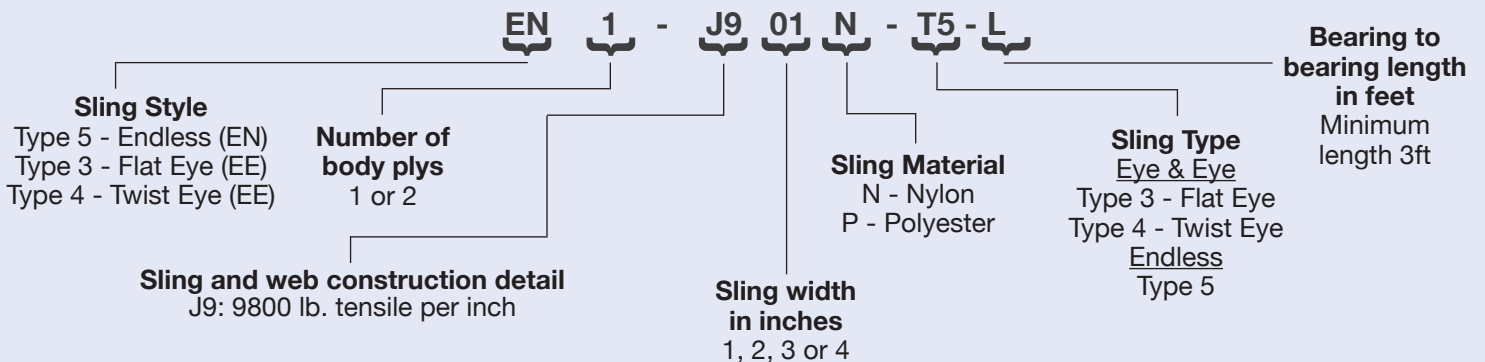 EN 1 - J9 01 N - T5 - L
Sling Style
Type 5 - Endless (EN)
Type 3 - Flat Eye (EE)
Type 4 - Twist Eye (EE)
Number of
body plys
1 or 2
Sling and web construction detail
J9: 9800 lb. tensile per inch
Sling width
in inches
1, 2, 3 or 4
Sling Material
N - Nylon
P - Polyester
Sling Type
Eye & Eye
Type 3 - Flat Eye
Type 4 - Twist Eye
Endless
Type 5
Bearing to
bearing length
in feet
Minimum
length 3ft